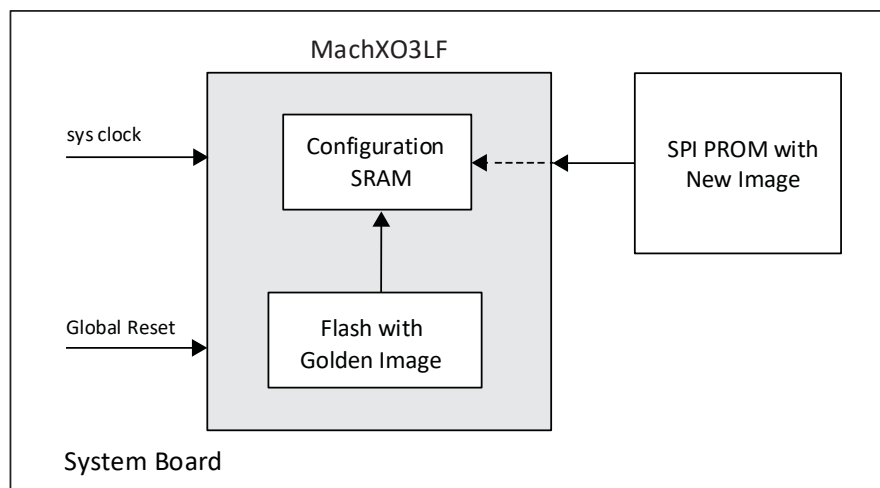 MachXO3LF
sys clock
Configuration
SRAM
SPI PROM with
New Image
Global Reset
Flash with
Golden Image
System Board